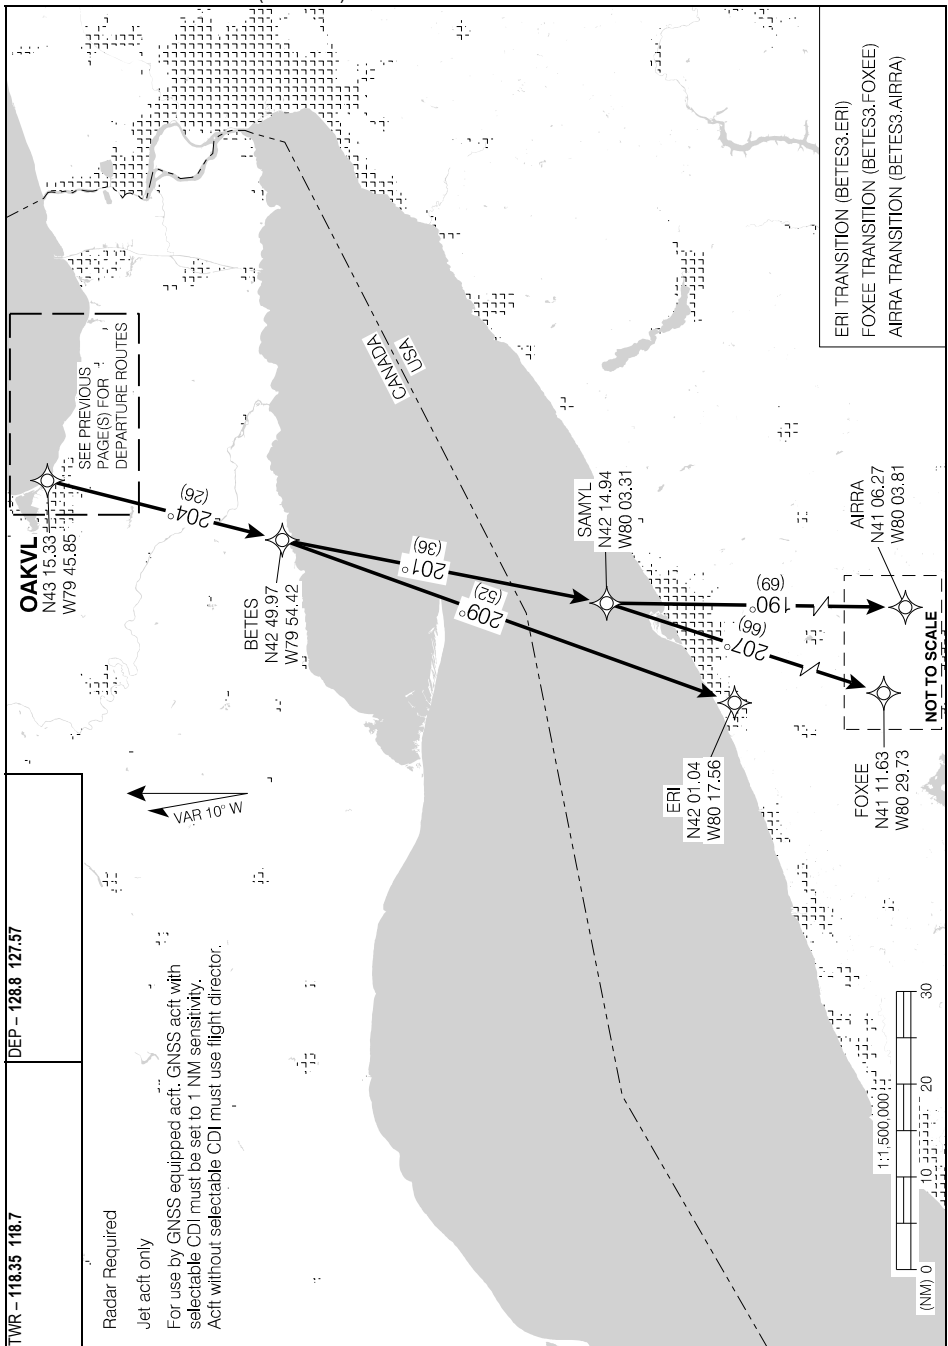 TWR – 118.35 118.7
DEP – 128.8 127.57
Radar Required
Jet acft only
For use by GNSS equipped acft. GNSS acft with
selectable CDI must be set to 1 NM sensitivity.
Acft without selectable CDI must use flight director.
VAR 10° W
SEE PREVIOUS
PAGE(S) FOR
DEPARTURE ROUTES
OAKVL
N43 15.33
W79 45.85
204°
(26)
BETES
N42 49.97
W79 54.42
201°
(36)
209°
(52)
CANADA
USA
SAMYL
N42 14.94
W80 03.31
190°
(69)
207°
(66)
ERI
N42 01.04
W80 17.56
AIRRA
N41 06.27
W80 03.81
FOXEE
N41 11.63
W80 29.73
NOT TO SCALE
ERI TRANSITION (BETES3.ERI)
FOXEE TRANSITION (BETES3.FOXEE)
AIRRA TRANSITION (BETES3.AIRRA)
1:1,500,000
(NM) 0 10 20 30